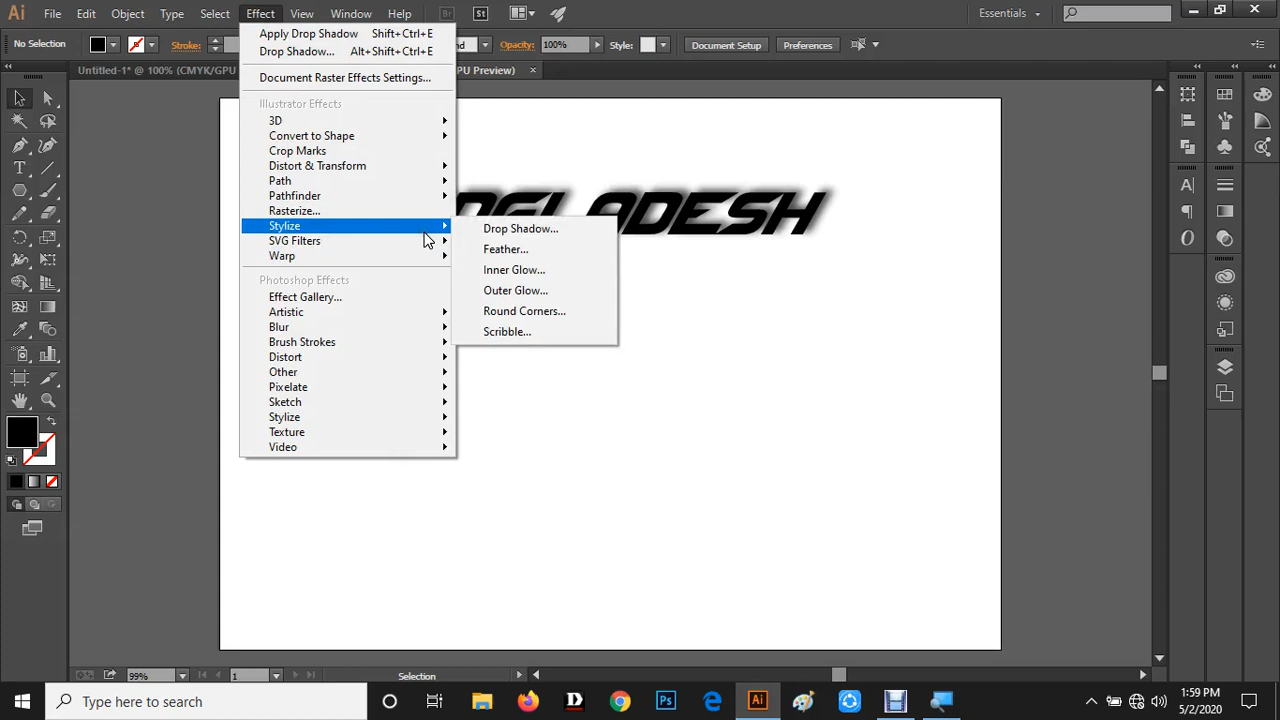 Ai File Edit Object Type Select Effect View Window Help Br St Essentials
No Selection Stroke: Opacity: 100% Style: Document Setup Preferences
Untitled-1* @ 100% (CMYK/GPU PU Preview) ×
Apply Drop Shadow Shift+Ctrl+E
Drop Shadow... Alt+Shift+Ctrl+E
Document Raster Effects Settings...
Illustrator Effects
3D
Convert to Shape
Crop Marks
Distort & Transform
Path
Pathfinder
Rasterize...
Stylize
SVG Filters
Warp
Photoshop Effects
Effect Gallery...
Artistic
Blur
Brush Strokes
Distort
Other
Pixelate
Sketch
Stylize
Texture
Video
Drop Shadow...
Feather...
Inner Glow...
Outer Glow...
Round Corners...
Scribble...
NGLADESH
99% 1 Selection
Type here to search
Ps
Ai
1:59 PM
5/2/2020